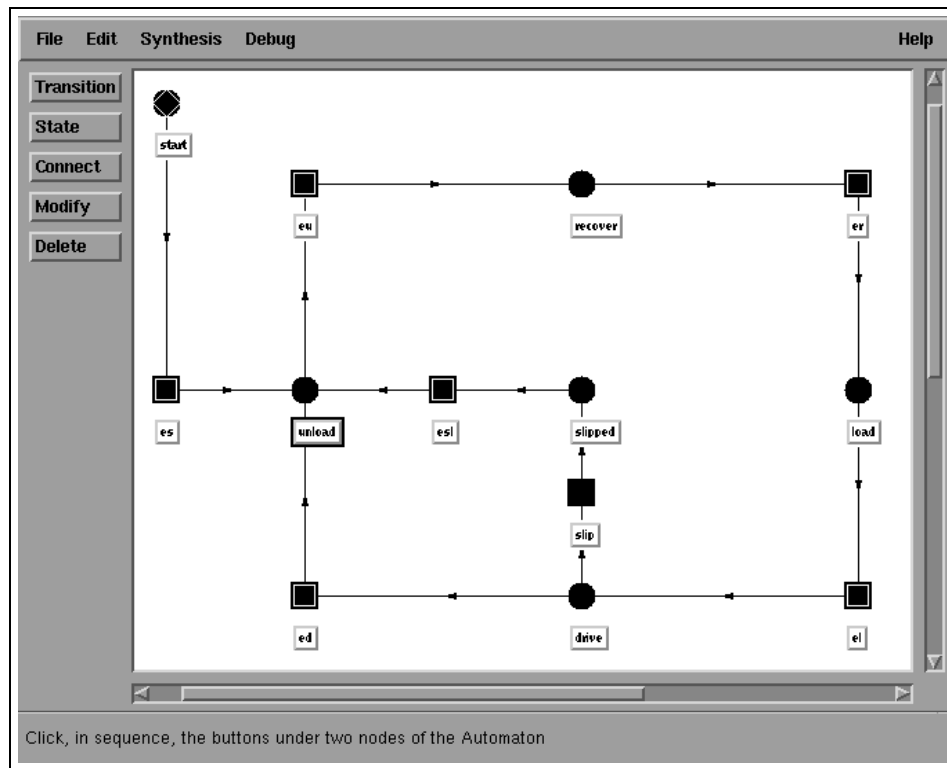 File Edit Synthesis Debug Help
Transition
State
Connect
Modify
Delete
start
eu recover er
es unload esl slipped load
slip
ed drive el
Click, in sequence, the buttons under two nodes of the Automaton